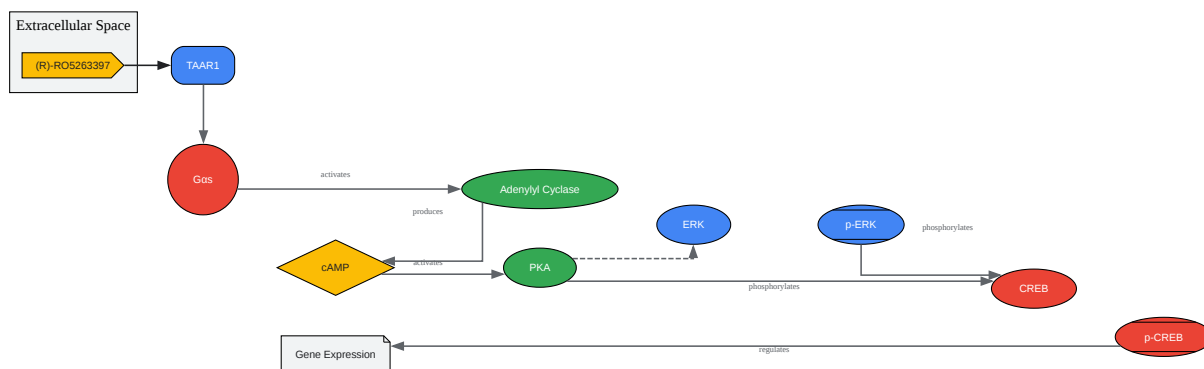 Extracellular Space
(R)-RO5263397
TAAR1
Gαs
activates
Adenylyl Cyclase
produces
ERK
p-ERK
phosphorylates
cAMP
activates
PKA
phosphorylates
CREB
p-CREB
regulates
Gene Expression